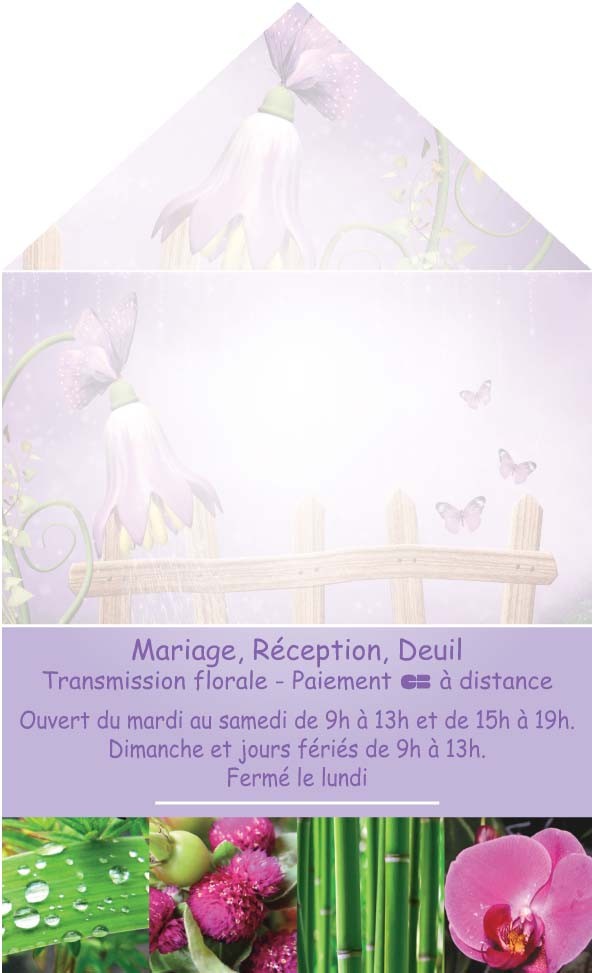 Mariage, Réception, Deuil
Transmission florale - Paiement CB à distance
Ouvert du mardi au samedi de 9h à 13h et de 15h à 19h.
Dimanche et jours fériés de 9h à 13h.
Fermé le lundi